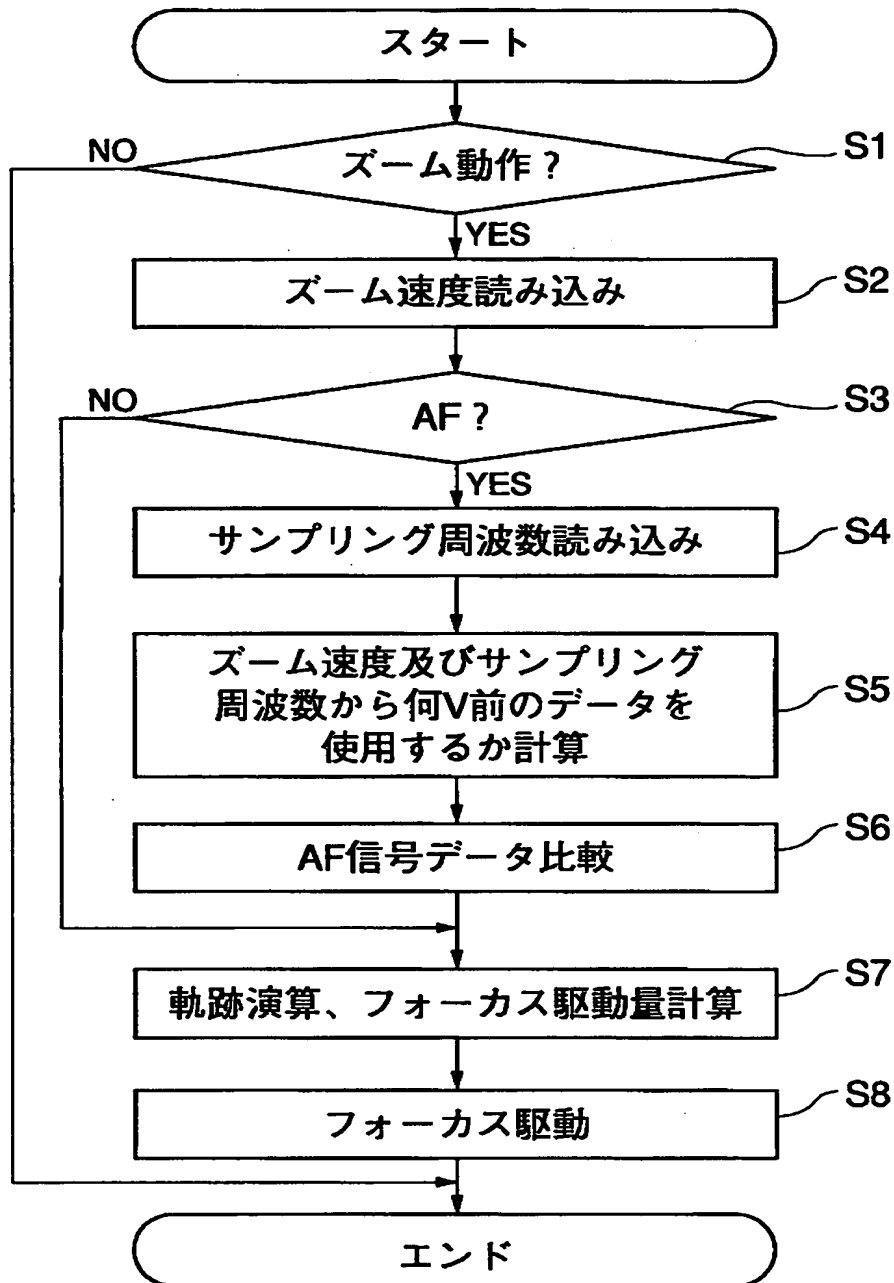 スタート
NO
ズーム動作?
S1
YES
ズーム速度読み込み
S2
NO
AF?
S3
YES
サンプリング周波数読み込み
S4
ズーム速度及びサンプリング
周波数から何V前のデータを
使用するか計算
S5
AF信号データ比較
S6
軌跡演算、フォーカス駆動量計算
S7
フォーカス駆動
S8
エンド